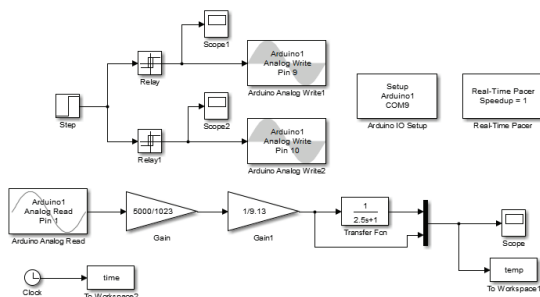 Scope1
Arduino1
Analog Write
Pin 9
Relay
Arduino Analog Write1
Setup
Arduino1
COM9
Arduino IO Setup
Real-Time Pacer
Speedup = 1
Real-Time Pacer
Step
Scope2
Arduino1
Analog Write
Pin 10
Relay1
Arduino Analog Write2
Arduino1
Analog Read
Pin 1
Arduino Analog Read
5000/1023
Gain
1/9.13
Gain1
1
2.5s+1
Transfer Fcn
Scope
temp
To Workspace1
Clock
time
To Workspace2